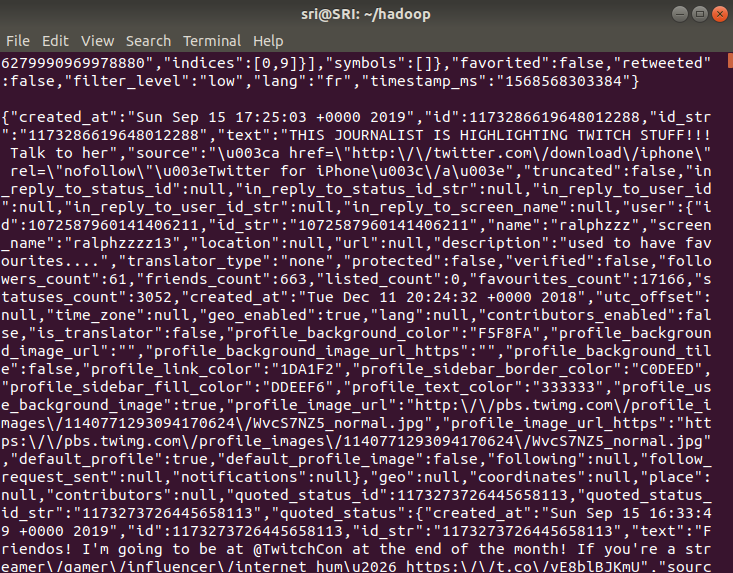 sri@SRI: ~/hadoop
File Edit View Search Terminal Help
6279990969978880","indices":[0,9]}],"symbols":[]},"favorited":false,"retweeted"
:false,"filter_level":"low","lang":"fr","timestamp_ms":"1568568303384"}
{"created_at":"Sun Sep 15 17:25:03 +0000 2019","id":1173286619648012288,"id_str
":"1173286619648012288","text":"THIS JOURNALIST IS HIGHLIGHTING TWITCH STUFF!!!
 Talk to her","source":"\u003ca href=\"http:\/\/twitter.com\/download\/iphone\"
 rel=\"nofollow\"\u003eTwitter for iPhone\u003c\/a\u003e","truncated":false,"in
_reply_to_status_id":null,"in_reply_to_status_id_str":null,"in_reply_to_user_id
":null,"in_reply_to_user_id_str":null,"in_reply_to_screen_name":null,"user":{"i
d":1072587960141406211,"id_str":"1072587960141406211","name":"ralphzzz","screen
_name":"ralphzzzz13","location":null,"url":null,"description":"used to have fav
ourites....","translator_type":"none","protected":false,"verified":false,"follo
wers_count":61,"friends_count":663,"listed_count":0,"favourites_count":17166,"s
tatuses_count":3052,"created_at":"Tue Dec 11 20:24:32 +0000 2018","utc_offset":
null,"time_zone":null,"geo_enabled":true,"lang":null,"contributors_enabled":fal
se,"is_translator":false,"profile_background_color":"F5F8FA","profile_backgroun
d_image_url":"","profile_background_image_url_https":"","profile_background_til
e":false,"profile_link_color":"1DA1F2","profile_sidebar_border_color":"C0DEED",
"profile_sidebar_fill_color":"DDEEF6","profile_text_color":"333333","profile_us
e_background_image":true,"profile_image_url":"http:\/\/pbs.twimg.com\/profile_i
mages\/1140771293094170624\/WvcS7NZ5_normal.jpg","profile_image_url_https":"htt
ps:\/\/pbs.twimg.com\/profile_images\/1140771293094170624\/WvcS7NZ5_normal.jpg"
,"default_profile":true,"default_profile_image":false,"following":null,"follow_
request_sent":null,"notifications":null},"geo":null,"coordinates":null,"place":
null,"contributors":null,"quoted_status_id":1173273726445658113,"quoted_status_
id_str":"1173273726445658113","quoted_status":{"created_at":"Sun Sep 15 16:33:4
9 +0000 2019","id":1173273726445658113,"id_str":"1173273726445658113","text":"F
riendos! I'm going to be at @TwitchCon at the end of the month! If you're a str
eamer\/gamer\/influencer\/internet hum\u2026 https:\/\/t.co\/yE8blBJKmU","sourc